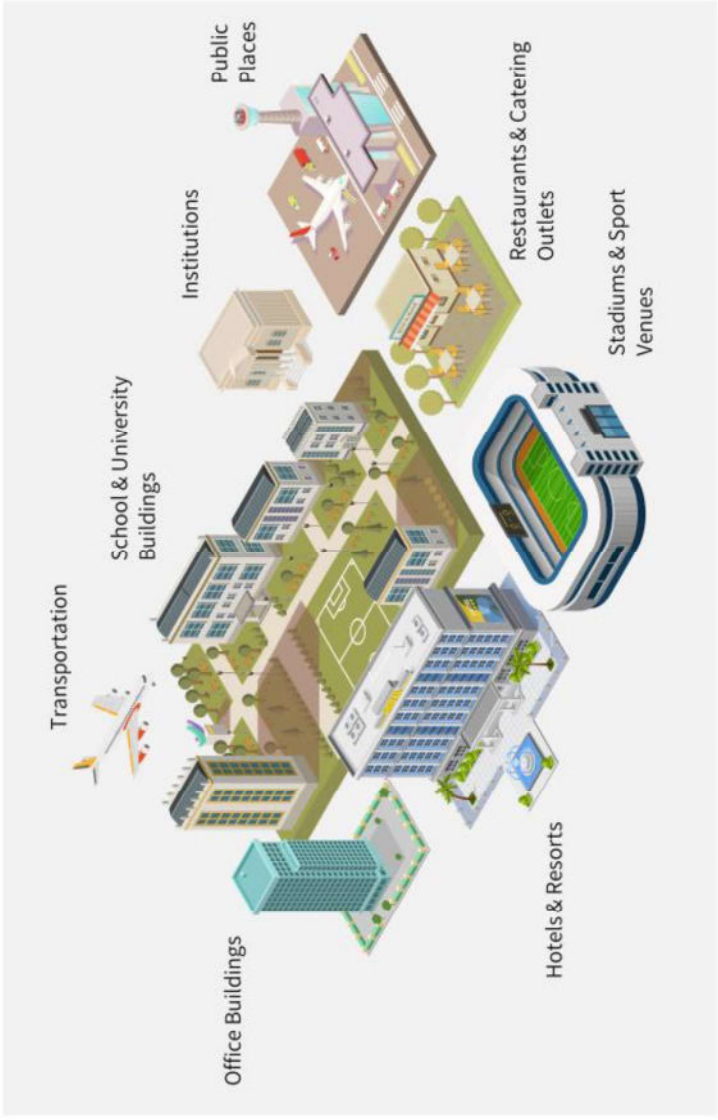 Transportation
School & University
Buildings
Institutions
Public
Places
Office Buildings
Restaurants & Catering
Outlets
Hotels & Resorts
Stadiums & Sport
Venues